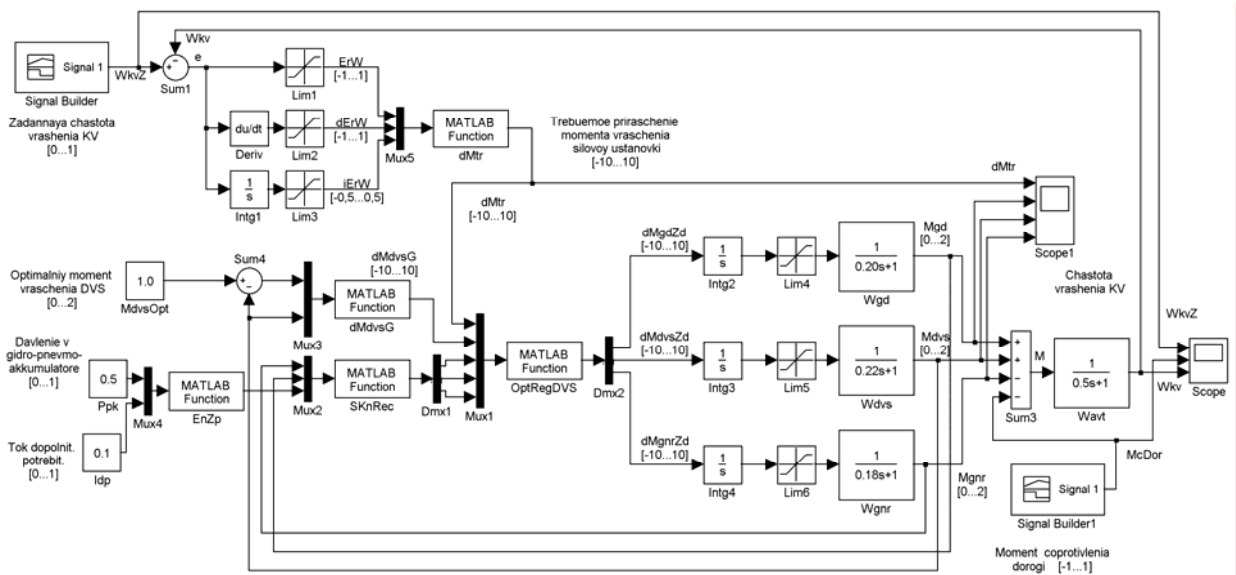 Signal 1
Signal Builder
Zadannaya chastota
vrashenia KV
[0...1]
WkvZ
Wkv
+
−
Sum1
e
ErW
[-1...1]
Lim1
du/dt
Deriv
dErW
[-1...1]
Lim2
1
s
Intg1
iErW
[-0,5...0,5]
Lim3
Mux5
MATLAB
Function
dMtr
Trebuemoe priraschenie
momenta vraschenia
silovoy ustanovki
[-10...10]
dMtr
[-10...10]
dMtr
Scope1
Optimalniy moment
vraschenia DVS
[0...2]
1.0
MdvsOpt
Sum4
+
−
Mux3
dMdvsG
[-10...10]
MATLAB
Function
dMdvsG
Davlenie v
gidro-pnevmo-
akkumulatore
[0...1]
0.5
Ppk
Tok dopolnit.
potrebit.
[0...1]
0.1
Idp
Mux4
MATLAB
Function
EnZp
Mux2
MATLAB
Function
SKnRec
Dmx1
Mux1
MATLAB
Function
OptRegDVS
Dmx2
dMgdZd
[-10...10]
1
s
Intg2
Lim4
Mgd
[0...2]
1
0.20s+1
Wgd
dMdvsZd
[-10...10]
1
s
Intg3
Lim5
Mdvs
[0...2]
1
0.22s+1
Wdvs
dMgnrZd
[-10...10]
1
s
Intg4
Lim6
1
0.18s+1
Wgnr
Mgnr
[0...2]
+
+
−
−
Sum3
M
1
0.5s+1
Wavt
Chastota
vrashenia KV
WkvZ
Wkv
Scope
McDor
Signal 1
Signal Builder1
Moment coprotivlenia
dorogi [-1...1]